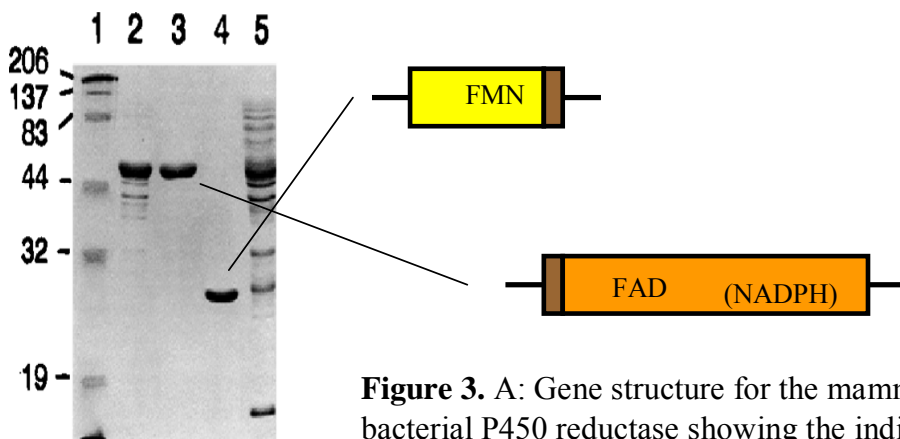 1 2 3 4 5
206
137
83
44
32
19
FMN
FAD (NADPH)
Figure 3. A: Gene structure for the mamm
bacterial P450 reductase showing the indi